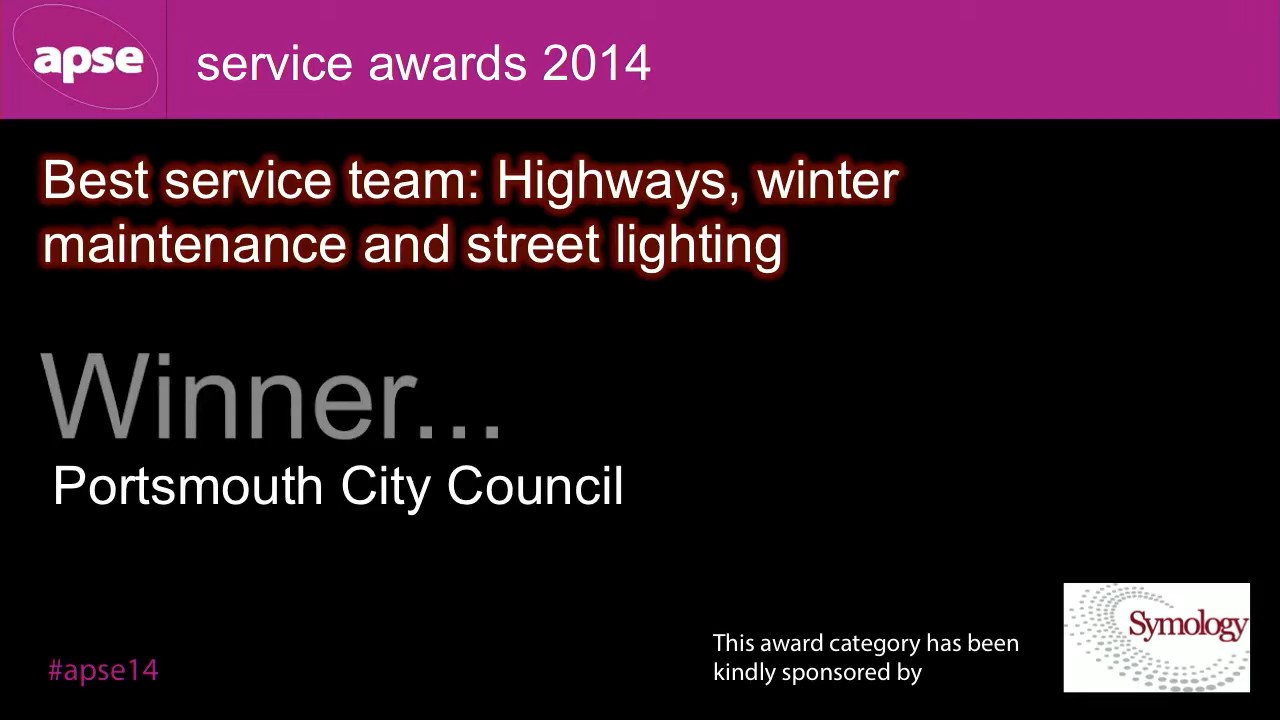 apse
service awards 2014
Best service team: Highways, winter
maintenance and street lighting
Winner...
Portsmouth City Council
#apse14
This award category has been
kindly sponsored by
Symology